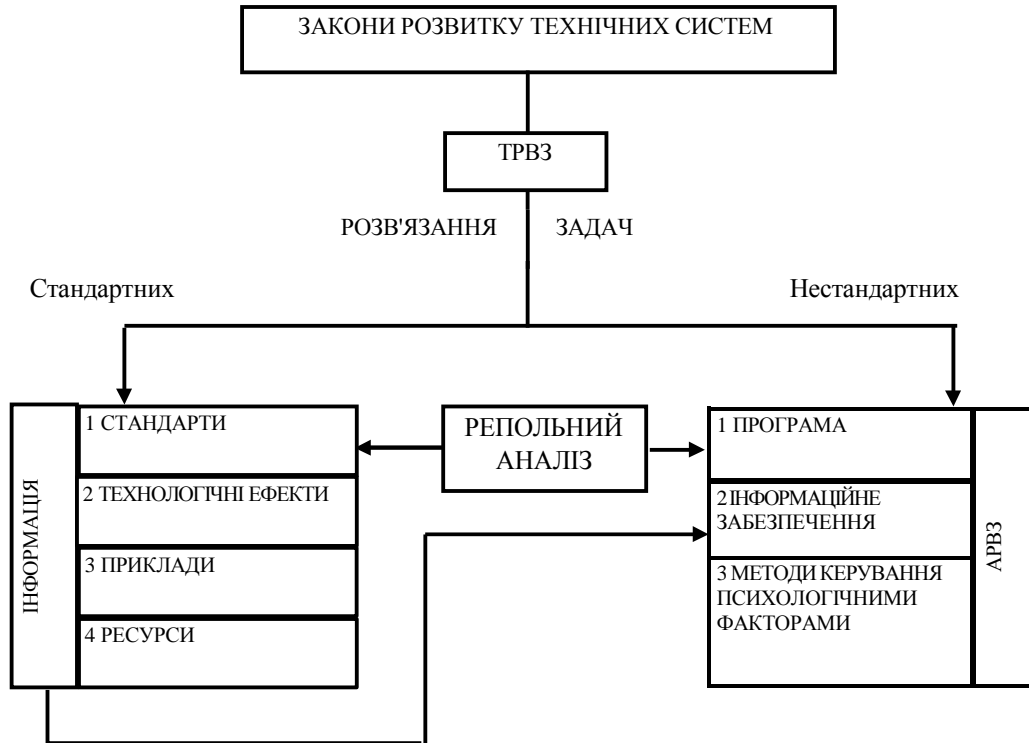 ЗАКОНИ РОЗВИТКУ ТЕХНІЧНИХ СИСТЕМ
ТРВЗ
РОЗВ'ЯЗАННЯ ЗАДАЧ
Стандартних
Нестандартних
ІНФОРМАЦІЯ
1 СТАНДАРТИ
2 ТЕХНОЛОГІЧНІ ЕФЕКТИ
3 ПРИКЛАДИ
4 РЕСУРСИ
РЕПОЛЬНИЙ
АНАЛІЗ
1 ПРОГРАМА
2 ІНФОРМАЦІЙНЕ
ЗАБЕЗПЕЧЕННЯ
3 МЕТОДИ КЕРУВАННЯ
ПСИХОЛОГІЧНИМИ
ФАКТОРАМИ
АРВЗ